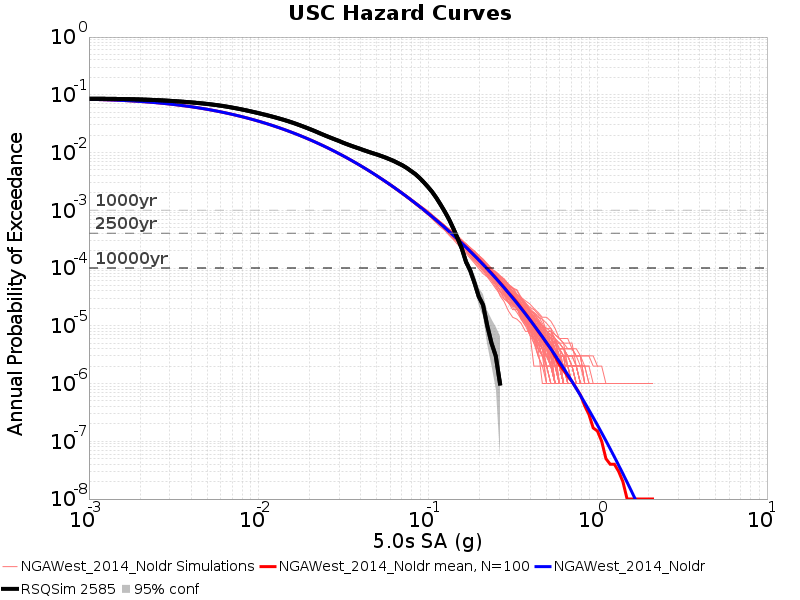 USC Hazard Curves
Annual Probability of Exceedance
10^0
10^-1
10^-2
10^-3
10^-4
10^-5
10^-6
10^-7
10^-8
1000yr
2500yr
10000yr
10^-3 10^-2 10^-1 10^0 10^1
5.0s SA (g)
NGAWest_2014_NoIdr Simulations NGAWest_2014_NoIdr mean, N=100 NGAWest_2014_NoIdr
RSQSim 2585 95% conf